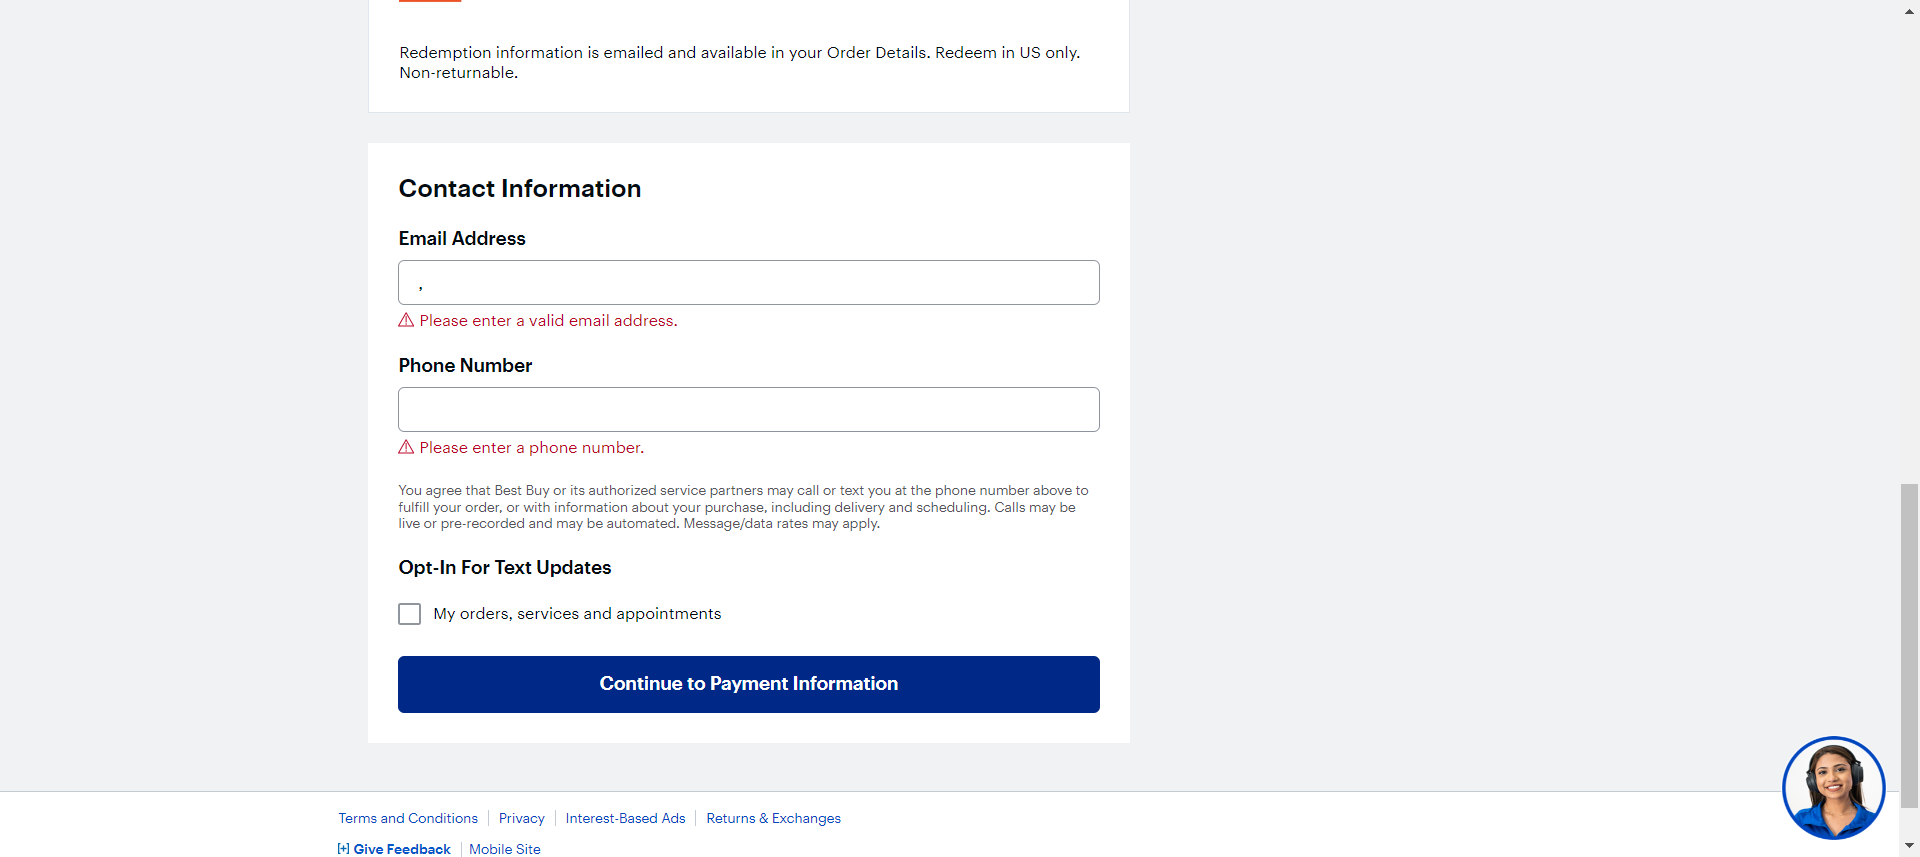 Redemption information is emailed and available in your Order Details. Redeem in US only.
Non-returnable.
Contact Information
Email Address
,
Please enter a valid email address.
Phone Number
Please enter a phone number.
You agree that Best Buy or its authorized service partners may call or text you at the phone number above to
fulfill your order, or with information about your purchase, including delivery and scheduling. Calls may be
live or pre-recorded and may be automated. Message/data rates may apply.
Opt-In For Text Updates
My orders, services and appointments
Continue to Payment Information
Terms and Conditions
Privacy
Interest-Based Ads
Returns & Exchanges
[+] Give Feedback
Mobile Site